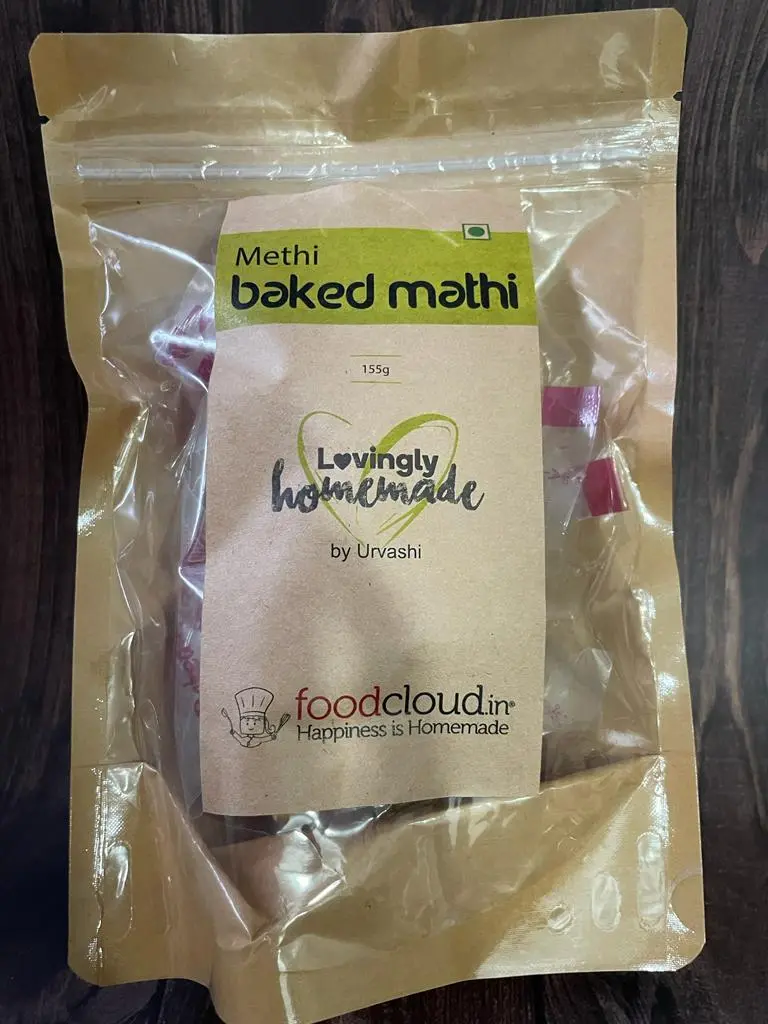 Methi
baked mathi
155g
Lovingly
homemade
by Urvashi
foodcloud.in®
Happiness is Homemade